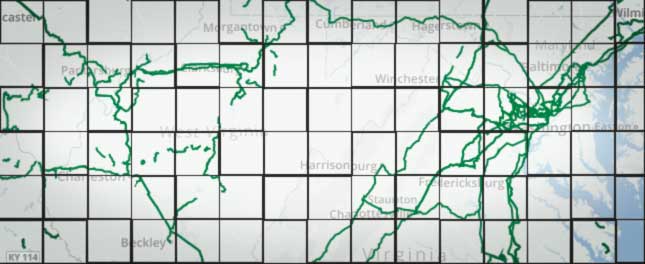 caster
Morgantown
Cumberland
Hagerstown
Wilmi
Maryland
Parkersburg
Clarksburg
Baltimore
Winchester
West Virginia
Washington
Easton
Harrisonburg
Charleston
Fredericksburg
Staunton
Charlottesville
Beckley
Virginia
KY 114